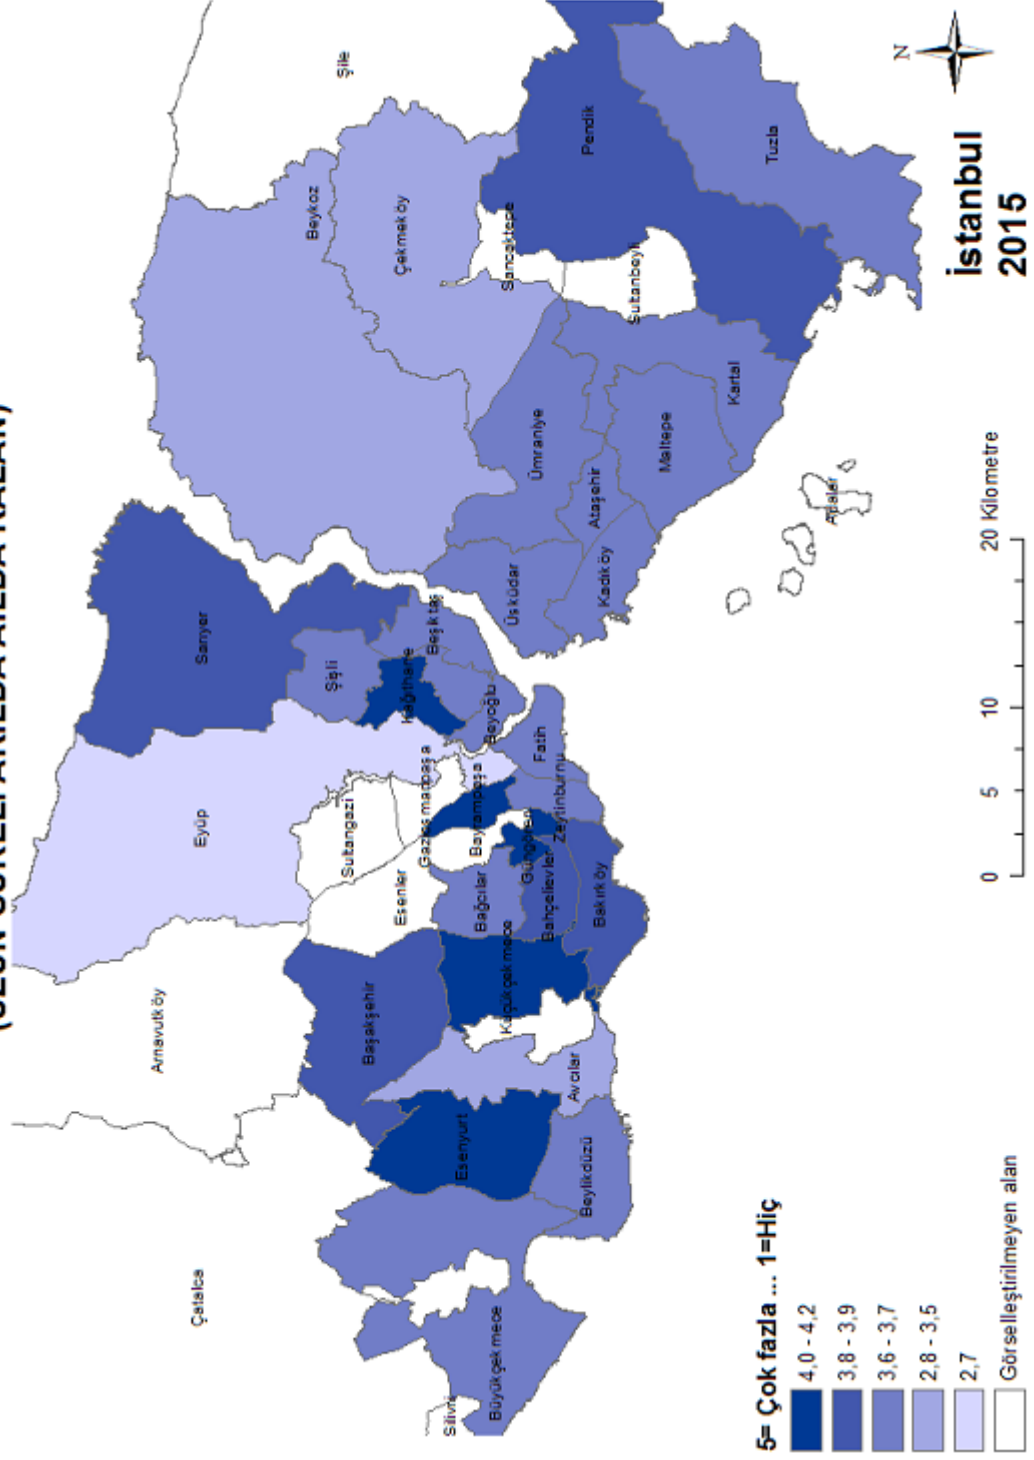 Şile
Beykoz
Çekmeköy
Sancaktepe
Pendik
Tuzla
Sultanbeyli
Kartal
Maltepe
Ümraniye
Ataşehir
Kadıköy
Üsküdar
Adalar
Sarıyer
Şişli
Kağıthane
Beşiktaş
Beyoğlu
Fatih
Zeytinburnu
Eyüp
Sultangazi
Gaziosmanpaşa
Bayrampaşa
Güngören
Esenler
Bağcılar
Bahçelievler
Bakırköy
Arnavutköy
Başakşehir
Küçükçekmece
Avcılar
Esenyurt
Beylikdüzü
Çatalca
Büyükçekmece
Silivri
5= Çok fazla ... 1=Hiç
4,0 - 4,2
3,8 - 3,9
3,6 - 3,7
2,8 - 3,5
2,7
Görselleştirilmeyen alan
0 5 10 20 Kilometre
N
İstanbul
2015